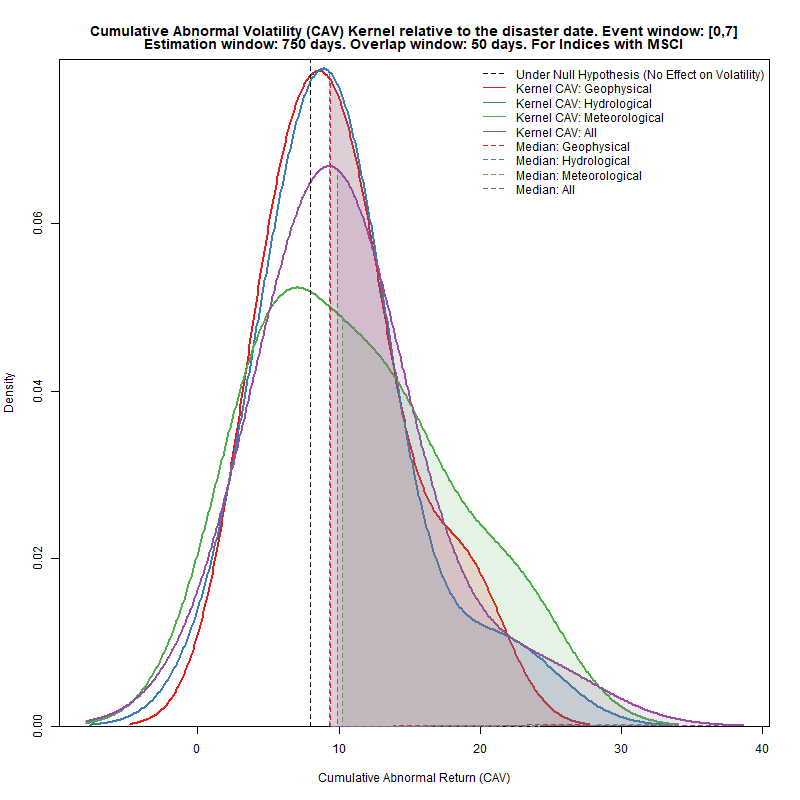 Cumulative Abnormal Volatility (CAV) Kernel relative to the disaster date. Event window: [0,7]
Estimation window: 750 days. Overlap window: 50 days. For Indices with MSCI
Under Null Hypothesis (No Effect on Volatility)
Kernel CAV: Geophysical
Kernel CAV: Hydrological
Kernel CAV: Meteorological
Kernel CAV: All
Median: Geophysical
Median: Hydrological
Median: Meteorological
Median: All
Density
0.06
0.04
0.02
0.00
0 10 20 30 40
Cumulative Abnormal Return (CAV)